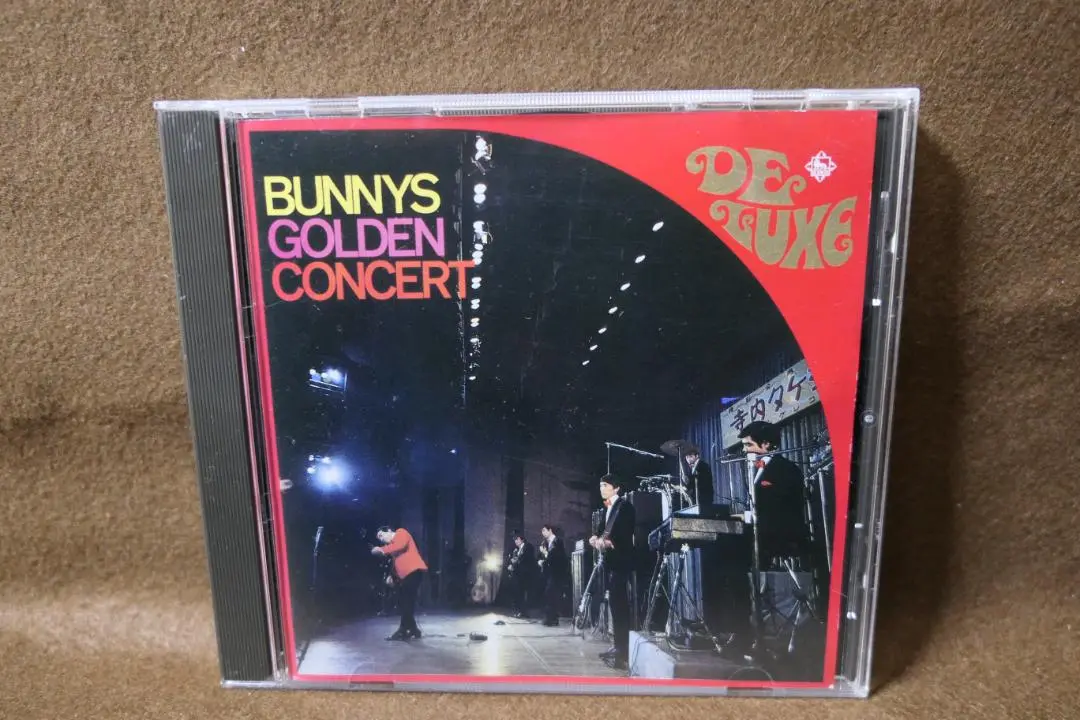 BUNNYS
GOLDEN
CONCERT
DE
LUXE
寺内タケ